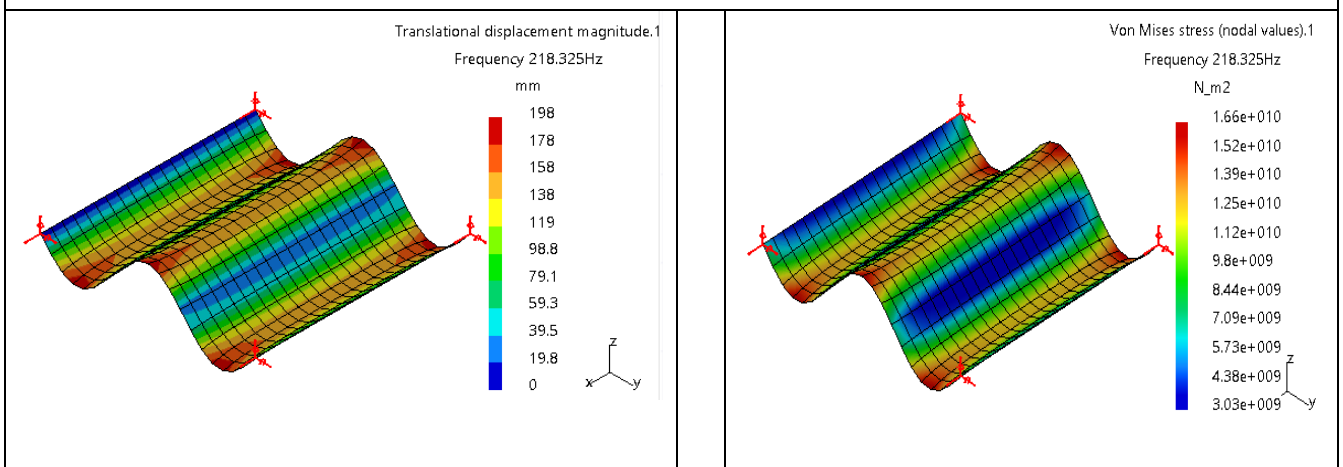 Translational displacement magnitude.1
Frequency 218.325Hz
mm
198
178
158
138
119
98.8
79.1
59.3
39.5
19.8
0
z
x
y
Von Mises stress (nodal values).1
Frequency 218.325Hz
N_m2
1.66e+010
1.52e+010
1.39e+010
1.25e+010
1.12e+010
9.8e+009
8.44e+009
7.09e+009
5.73e+009
4.38e+009
3.03e+009
z
y